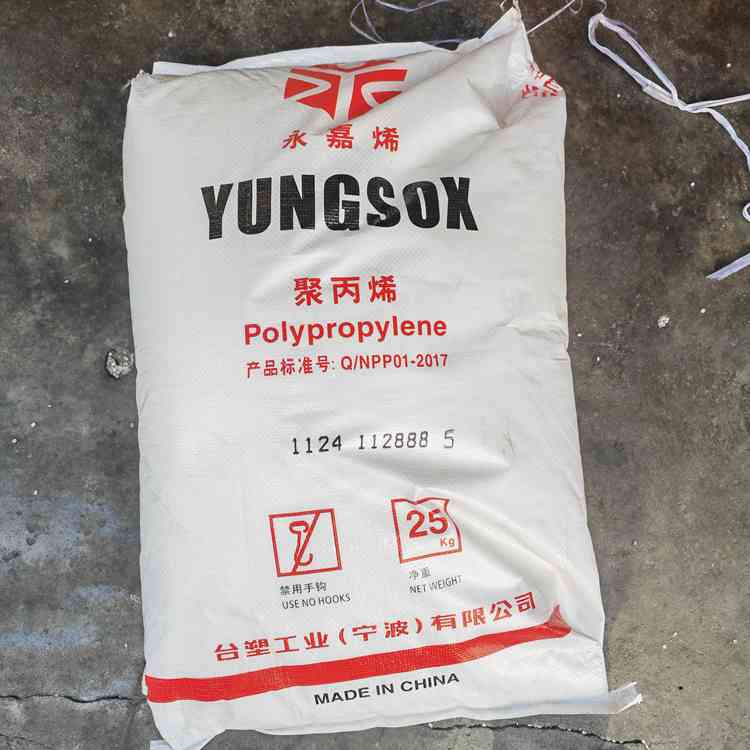 永嘉烯
YUNGSOX
聚丙烯
Polypropylene
产品标准号: Q/NPP01-2017
1124 112888 5
25
Kg
禁用手钩
USE NO HOOKS
净重
NET WEIGHT
台塑工业(宁波)有限公司
MADE IN CHINA